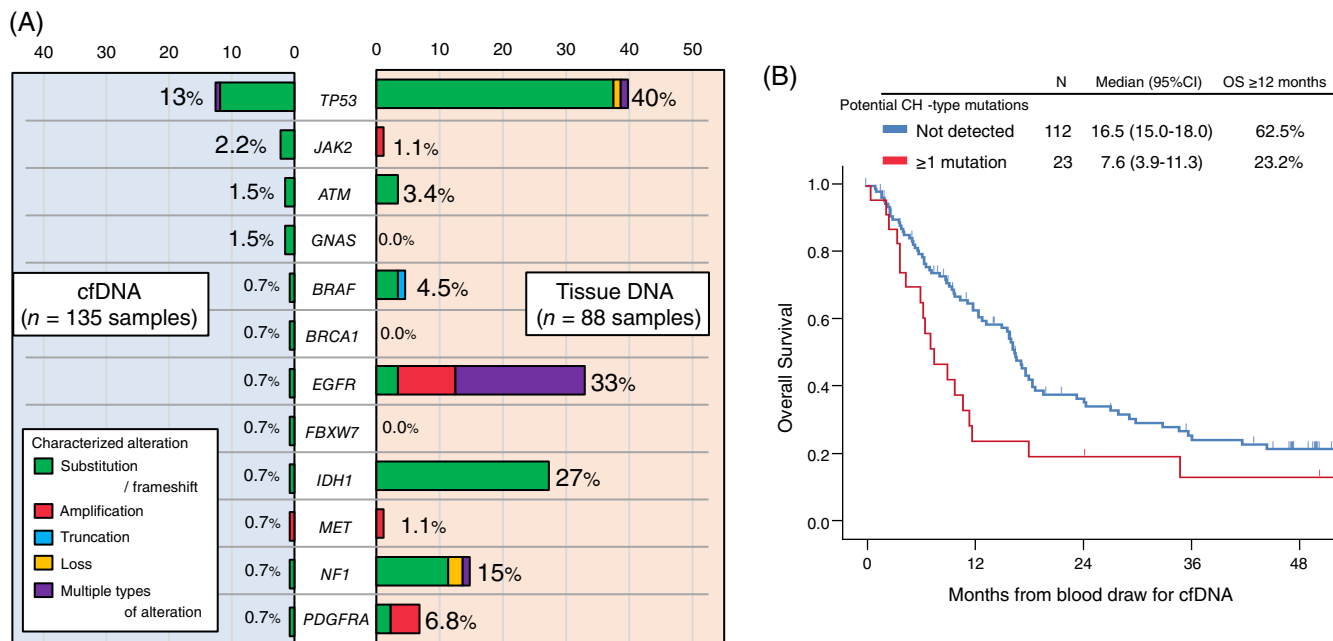 (A)
40 30 20 10 0
0 10 20 30 40 50
13% TP53 40%
2.2% JAK2 1.1%
1.5% ATM 3.4%
1.5% GNAS 0.0%
0.7% BRAF 4.5%
cfDNA
(n = 135 samples)
Tissue DNA
(n = 88 samples)
0.7% BRCA1 0.0%
0.7% EGFR 33%
0.7% FBXW7 0.0%
0.7% IDH1 27%
0.7% MET 1.1%
0.7% NF1 15%
0.7% PDGFRA 6.8%
Characterized alteration
Substitution
/ frameshift
Amplification
Truncation
Loss
Multiple types
of alteration
(B)
N Median (95%CI) OS ≥12 months
Potential CH -type mutations
Not detected 112 16.5 (15.0-18.0) 62.5%
≥1 mutation 23 7.6 (3.9-11.3) 23.2%
Overall Survival
1.0
0.8
0.6
0.4
0.2
0.0
0 12 24 36 48
Months from blood draw for cfDNA